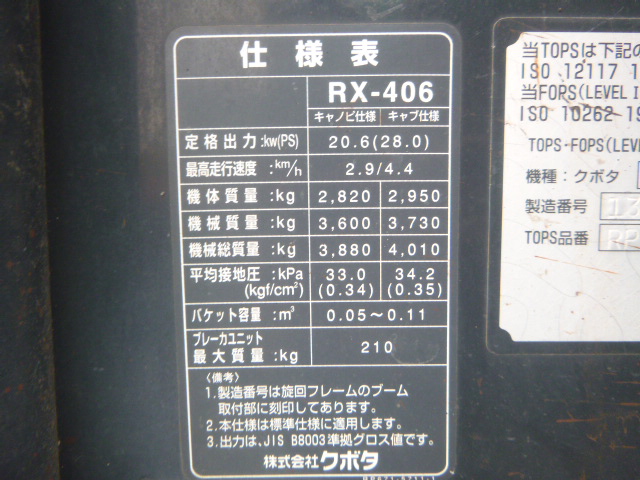 仕様表
RX-406
キャノピ仕様 キャブ仕様
定格出力:kw(PS) 20.6(28.0)
最高走行速度:km/h 2.9/4.4
機体質量:kg 2,820 2,950
機械質量:kg 3,600 3,730
機械総質量:kg 3,880 4,010
平均接地圧:kPa 33.0 34.2
(kgf/cm²) (0.34) (0.35)
バケット容量:m³ 0.05～0.11
ブレーカユニット
最大質量:kg 210
〈備考〉
1.製造番号は旋回フレームのブーム
取付部に刻印してあります。
2.本仕様は標準仕様に適用します。
3.出力は、JIS B8003準拠グロス値です。
株式会社クボタ
当TOPSは下記の
ISO 12117 1
当FORS(LEVEL I
ISO 10262 19
TOPS・FOPS(LEV
機種:クボタ
製造番号 13
TOPS品番 RP